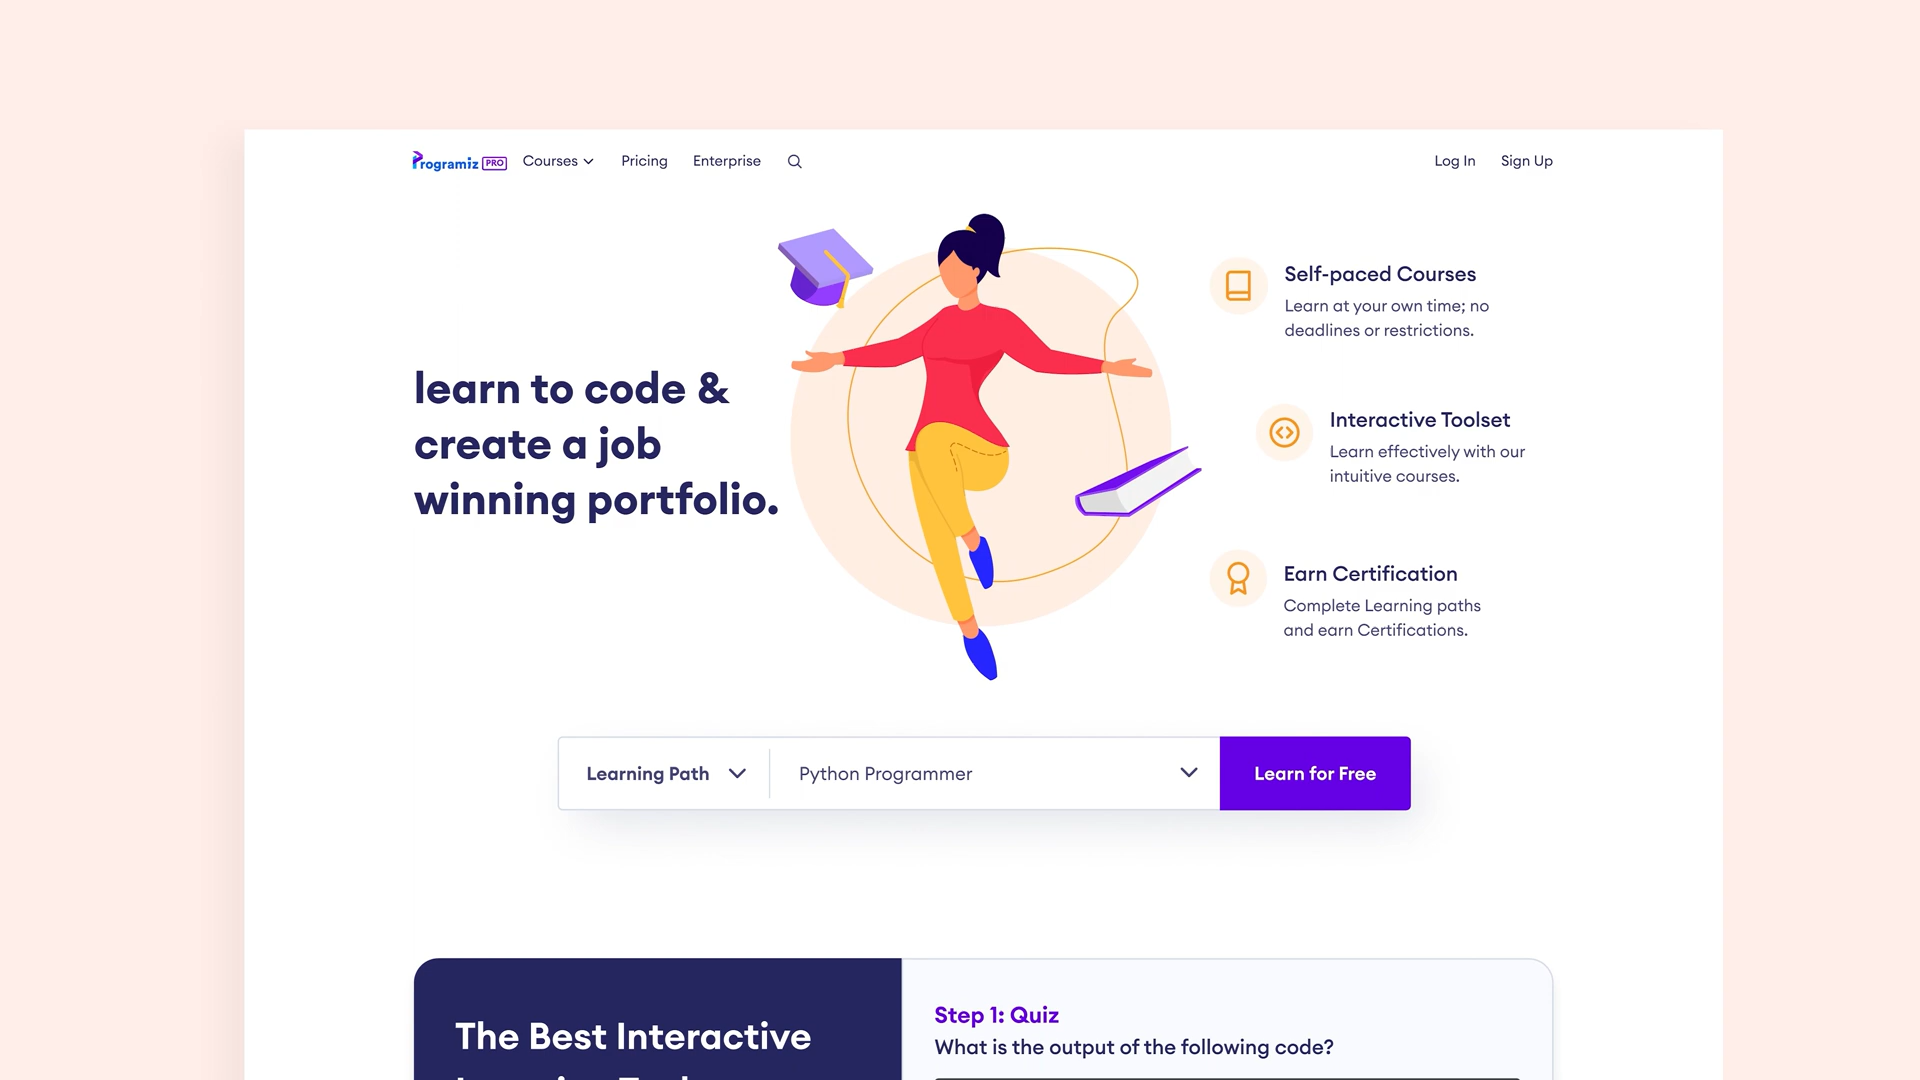 Programiz PRO
Courses
Pricing
Enterprise
Log In
Sign Up
learn to code &
create a job
winning portfolio.
Self-paced Courses
Learn at your own time; no
deadlines or restrictions.
Interactive Toolset
Learn effectively with our
intuitive courses.
Earn Certification
Complete Learning paths
and earn Certifications.
Learning Path
Python Programmer
Learn for Free
The Best Interactive
Step 1: Quiz
What is the output of the following code?